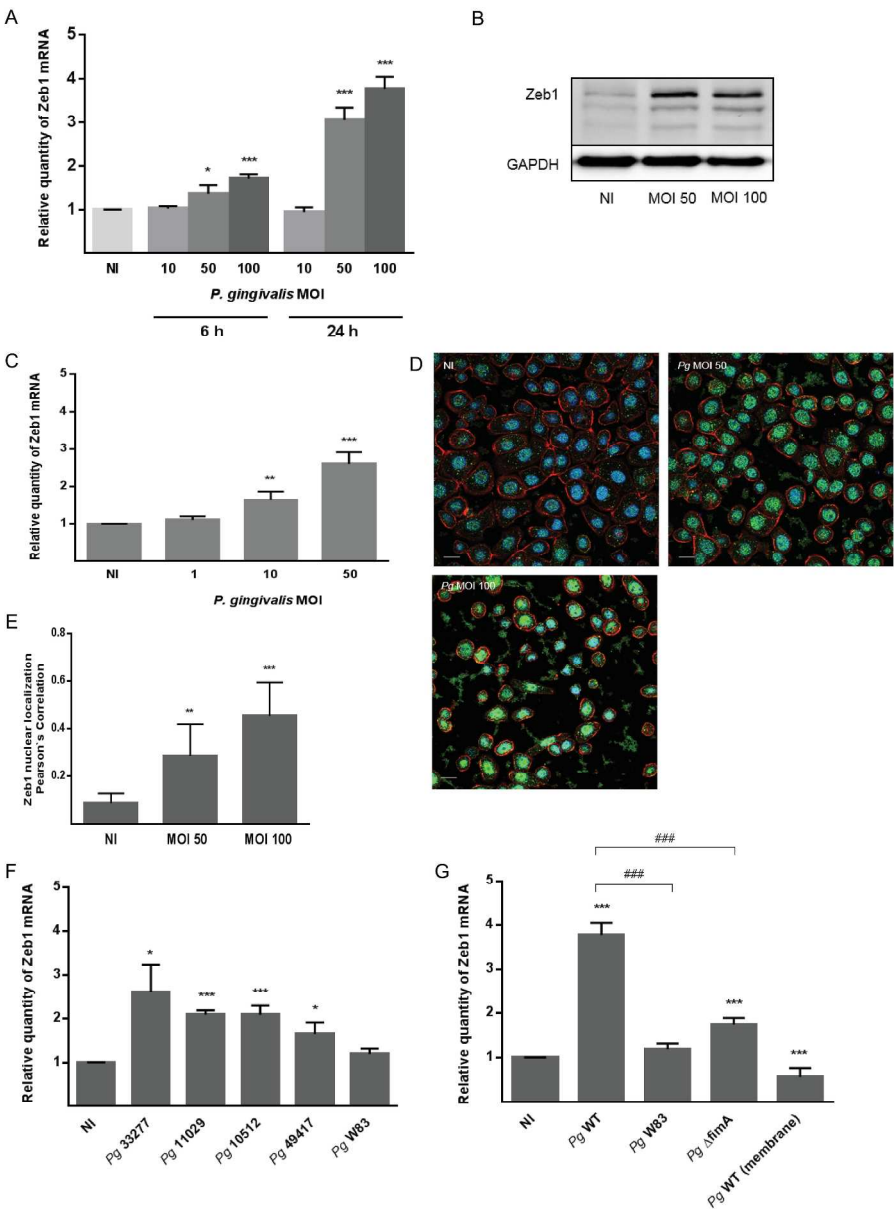 A
Relative quantity of Zeb1 mRNA
5
4
3
2
1
*
***
***
***
NI
10
50
100
10
50
100
P. gingivalis MOI
6 h
24 h
B
Zeb1
GAPDH
NI
MOI 50
MOI 100
C
Relative quantity of Zeb1 mRNA
5
4
3
2
1
**
***
NI
1
10
50
P. gingivalis MOI
D
NI
Pg MOI 50
Pg MOI 100
E
Zeb1 nuclear localization
Pearson`s Correlation
0.8
0.6
0.4
0.2
**
***
NI
MOI 50
MOI 100
F
Relative quantity of Zeb1 mRNA
5
4
3
2
1
*
***
***
*
NI
Pg 33277
Pg 11029
Pg 10512
Pg 49417
Pg W83
G
Relative quantity of Zeb1 mRNA
5
4
3
2
1
###
###
***
***
***
NI
Pg WT
Pg W83
Pg ΔfimA
Pg WT (membrane)